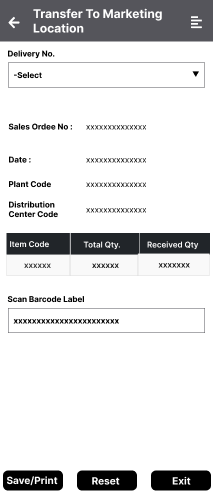 Transfer To Marketing
Location
Delivery No.
-Select
Sales Ordee No : xxxxxxxxxxxxxx
Date : xxxxxxxxxxxxxx
Plant Code xxxxxxxxxxxxxx
Distribution
Center Code xxxxxxxxxxxxxx
Item Code Total Qty. Received Qty
xxxxxx xxxxxx xxxxxxx
Scan Barcode Label
xxxxxxxxxxxxxxxxxxxxxxx
Save/Print Reset Exit